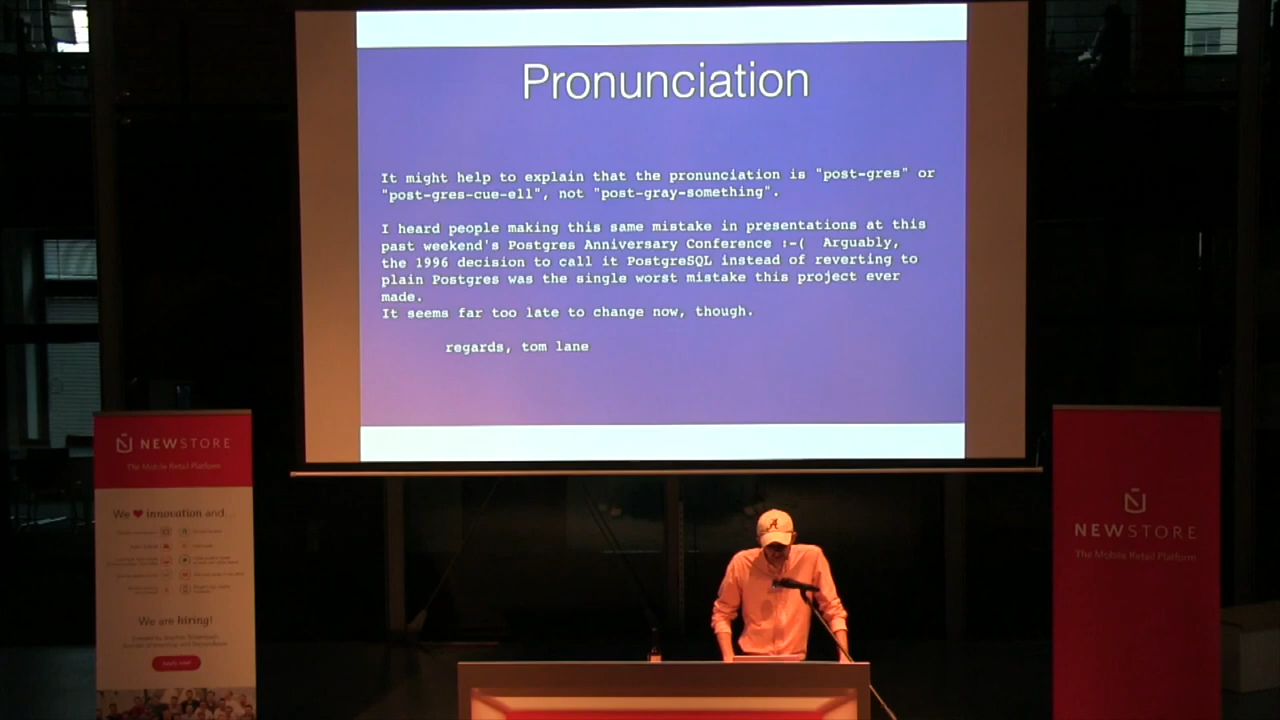 Pronunciation
It might help to explain that the pronunciation is "post-gres" or
"post-gres-cue-ell", not "post-gray-something".
I heard people making this same mistake in presentations at this
past weekend's Postgres Anniversary Conference :-(  Arguably,
the 1996 decision to call it PostgreSQL instead of reverting to
plain Postgres was the single worst mistake this project ever
made.
It seems far too late to change now, though.
regards, tom lane
NEWSTORE
The Mobile Retail Platform
We ❤ innovation and...
We are hiring!
Apply now
NEWSTORE
The Mobile Retail Platform
A